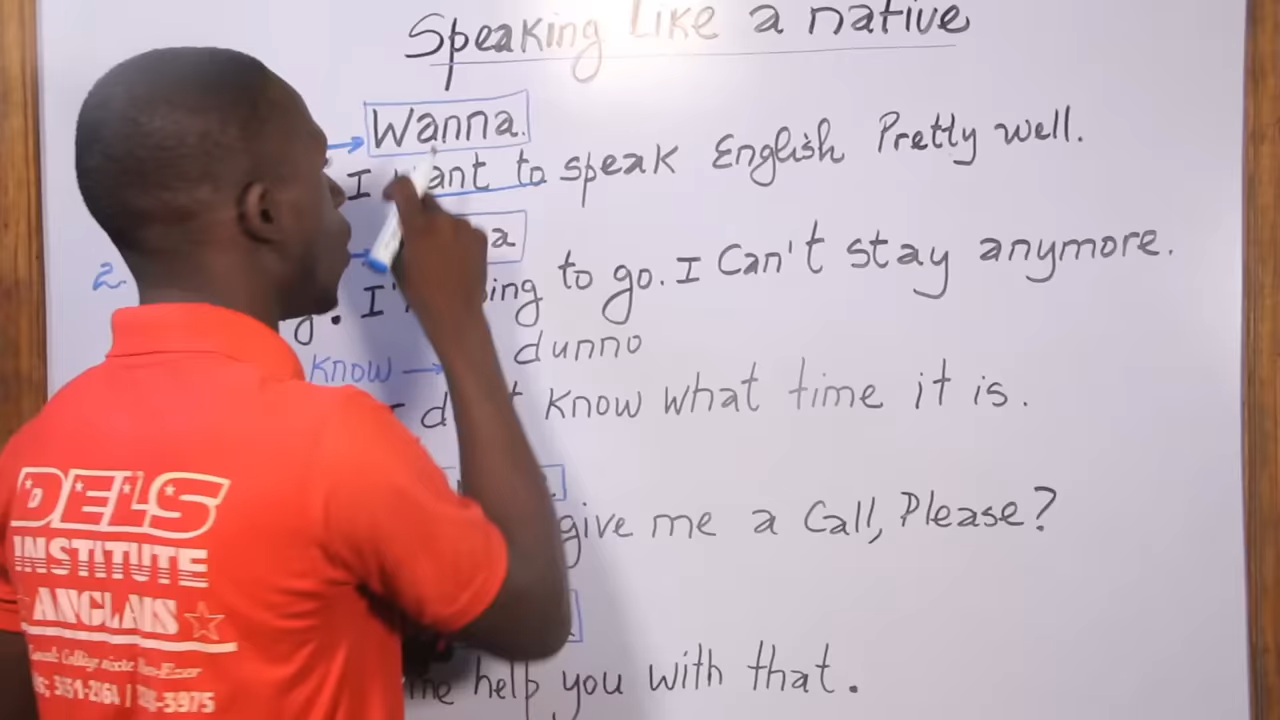 Speaking Like a native
Wanna.
I want to speak English Pretty well.
2.
to go. I Can't stay anymore.
know → dunno
know what time it is.
give me a Call, Please?
help you with that.
DELS
INSTITUTE
ANGLAIS